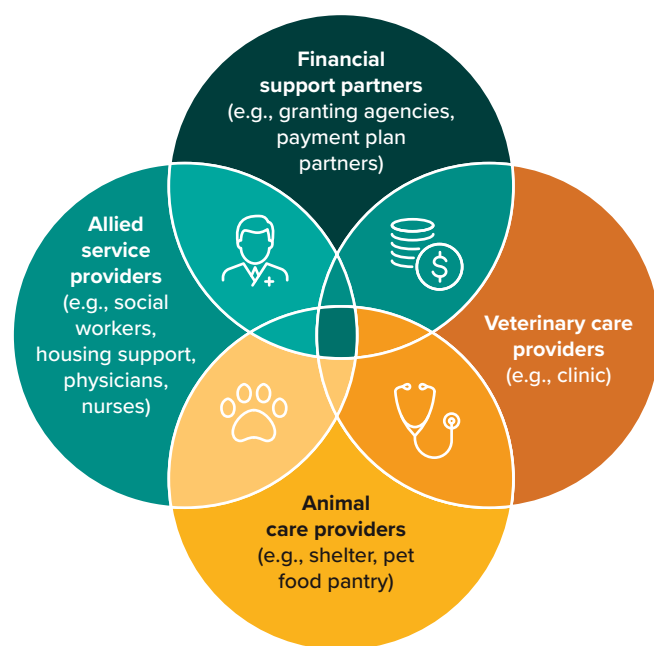 Financial
support partners
(e.g., granting agencies,
payment plan
partners)
Allied
service
providers
(e.g., social
workers,
housing support,
physicians,
nurses)
$
Veterinary care
providers
(e.g., clinic)
Animal
care providers
(e.g., shelter, pet
food pantry)